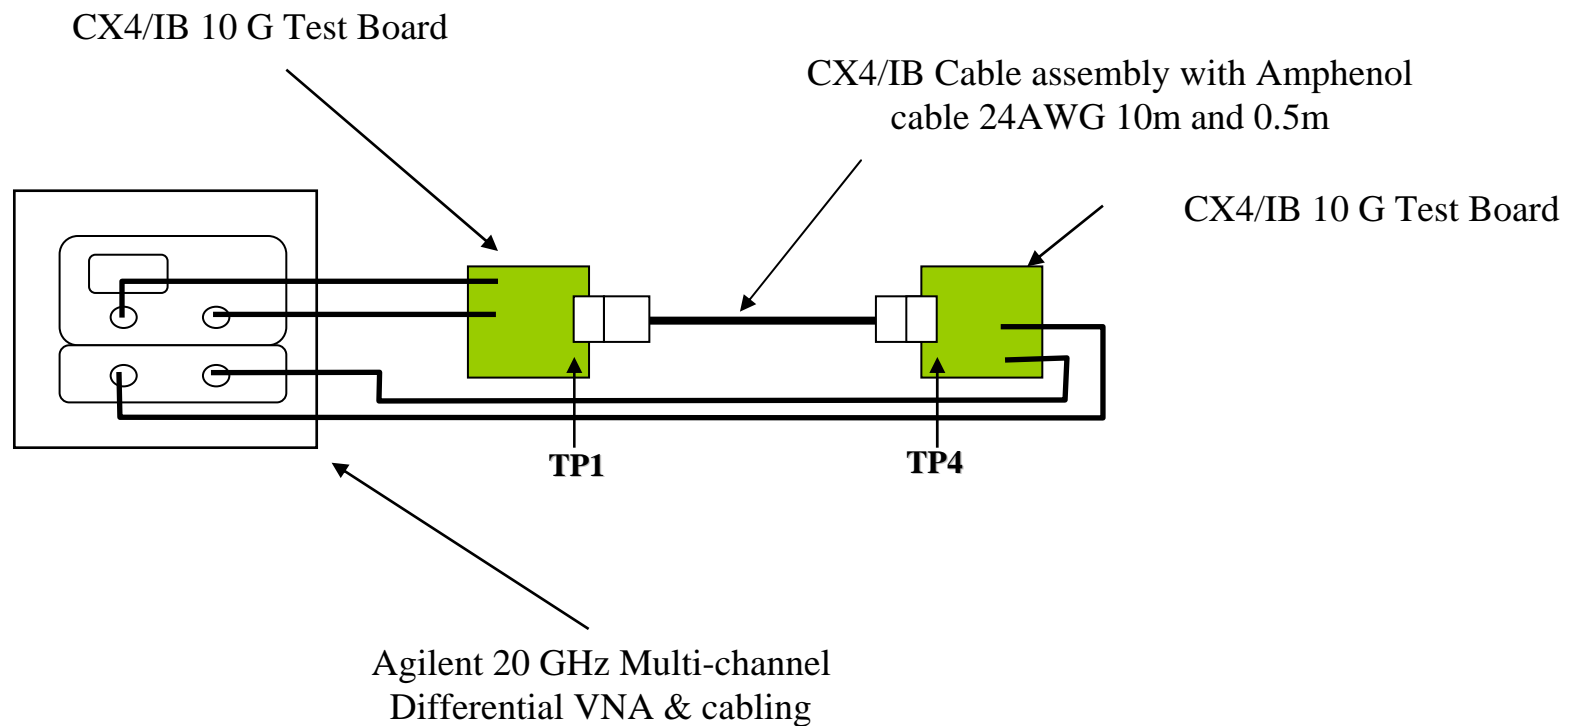 CX4/IB 10 G Test Board
CX4/IB Cable assembly with Amphenol
cable 24AWG 10m and 0.5m
CX4/IB 10 G Test Board
TP1
TP4
Agilent 20 GHz Multi-channel
Differential VNA & cabling